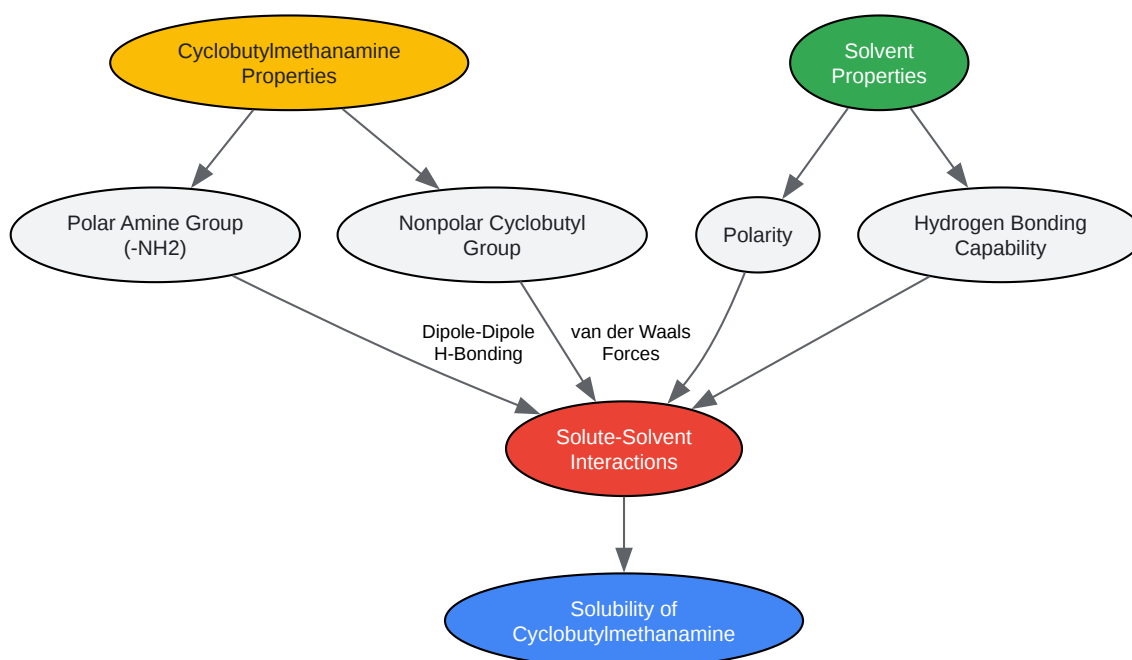 Cyclobutylmethanamine
Properties
Solvent
Properties
Polar Amine Group
(-NH2)
Nonpolar Cyclobutyl
Group
Polarity
Hydrogen Bonding
Capability
Dipole-Dipole
H-Bonding
van der Waals
Forces
Solute-Solvent
Interactions
Solubility of
Cyclobutylmethanamine